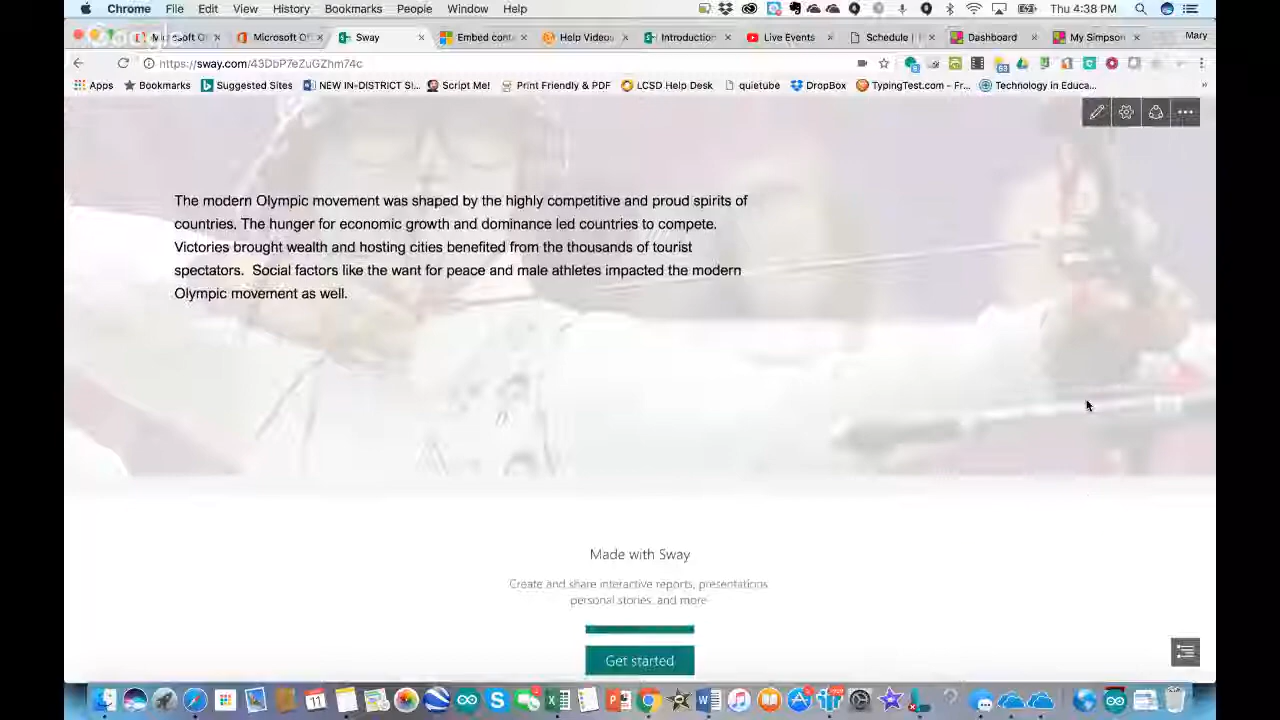 Chrome File Edit View History Bookmarks People Window Help Thu 4:38 PM
Google
Microsoft Of Microsoft O Sway Embed cont Help Videos Introduction Live Events Schedule | Dashboard My Simpson Mary
https://sway.com/43DbP7eZuGZhm74c
Apps Bookmarks Suggested Sites NEW IN-DISTRICT Si... Script Me! Print Friendly & PDF LCSD Help Desk quietube DropBox TypingTest.com - Fr... Technology in Educa... »
The modern Olympic movement was shaped by the highly competitive and proud spirits of
countries. The hunger for economic growth and dominance led countries to compete.
Victories brought wealth and hosting cities benefited from the thousands of tourist
spectators. Social factors like the want for peace and male athletes impacted the modern
Olympic movement as well.
Made with Sway
Create and share interactive reports, presentations
personal stories, and more
Get started